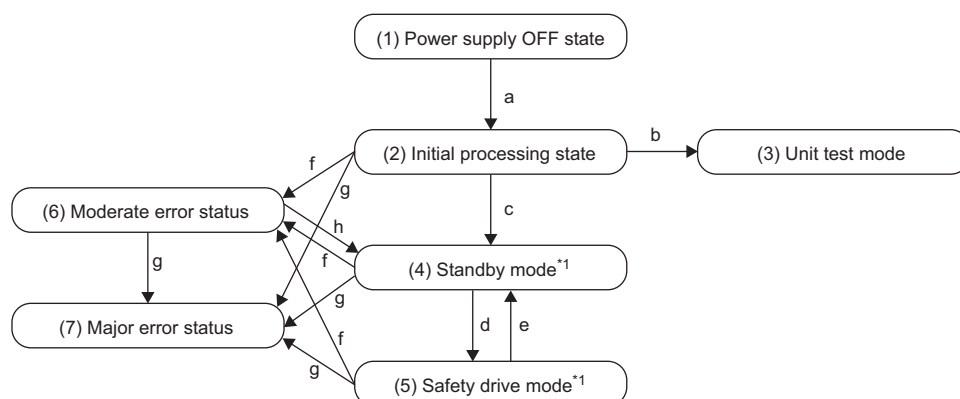 (1) Power supply OFF state
a
(2) Initial processing state
b
(3) Unit test mode
f
g
c
(6) Moderate error status
h
f
(4) Standby mode*1
g
g
(7) Major error status
d
e
f
g
(5) Safety drive mode*1